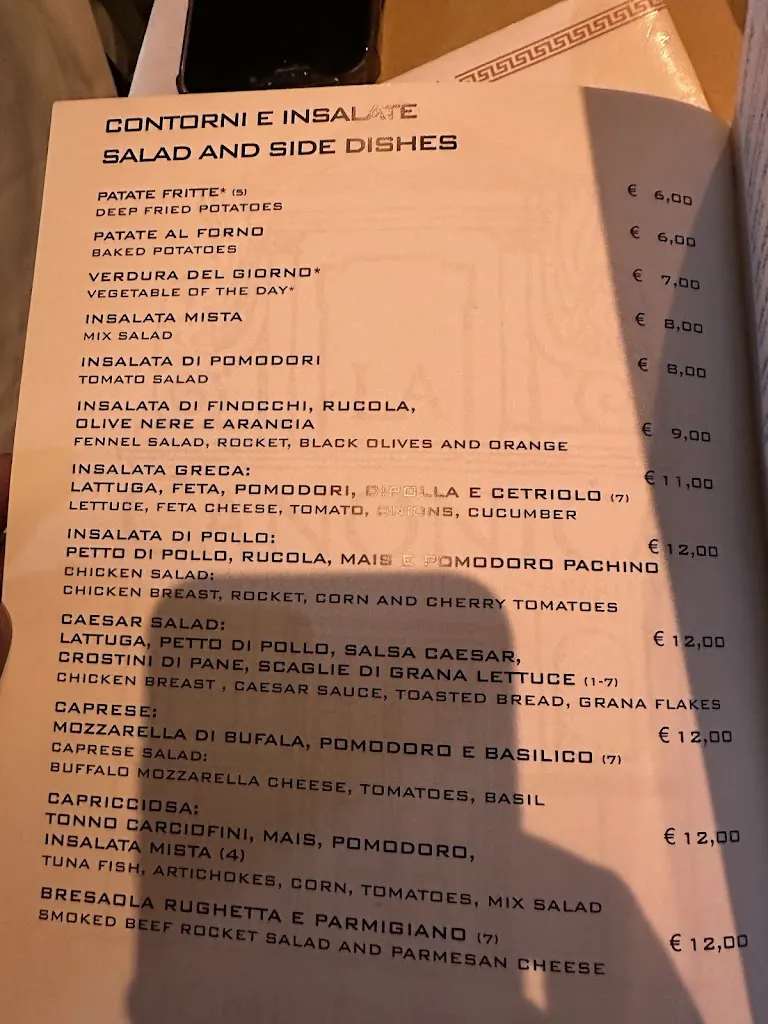 CONTORNI E INSALATE
SALAD AND SIDE DISHES
PATATE FRITTE* (5) € 6,00
DEEP FRIED POTATOES
PATATE AL FORNO € 6,00
BAKED POTATOES
VERDURA DEL GIORNO* € 7,00
VEGETABLE OF THE DAY*
INSALATA MISTA € 8,00
MIX SALAD
INSALATA DI POMODORI € 8,00
TOMATO SALAD
INSALATA DI FINOCCHI, RUCOLA,
OLIVE NERE E ARANCIA € 9,00
FENNEL SALAD, ROCKET, BLACK OLIVES AND ORANGE
INSALATA GRECA: € 11,00
LATTUGA, FETA, POMODORI, CIPOLLA E CETRIOLO (7)
LETTUCE, FETA CHEESE, TOMATO, ONIONS, CUCUMBER
INSALATA DI POLLO: € 12,00
PETTO DI POLLO, RUCOLA, MAIS E POMODORO PACHINO
CHICKEN SALAD:
CHICKEN BREAST, ROCKET, CORN AND CHERRY TOMATOES
CAESAR SALAD: € 12,00
LATTUGA, PETTO DI POLLO, SALSA CAESAR,
CROSTINI DI PANE, SCAGLIE DI GRANA LETTUCE (1-7)
CHICKEN BREAST , CAESAR SAUCE, TOASTED BREAD, GRANA FLAKES
CAPRESE: € 12,00
MOZZARELLA DI BUFALA, POMODORO E BASILICO (7)
CAPRESE SALAD:
BUFFALO MOZZARELLA CHEESE, TOMATOES, BASIL
CAPRICCIOSA: € 12,00
TONNO CARCIOFINI, MAIS, POMODORO,
INSALATA MISTA (4)
TUNA FISH, ARTICHOKES, CORN, TOMATOES, MIX SALAD
BRESAOLA RUGHETTA E PARMIGIANO (7) € 12,00
SMOKED BEEF ROCKET SALAD AND PARMESAN CHEESE